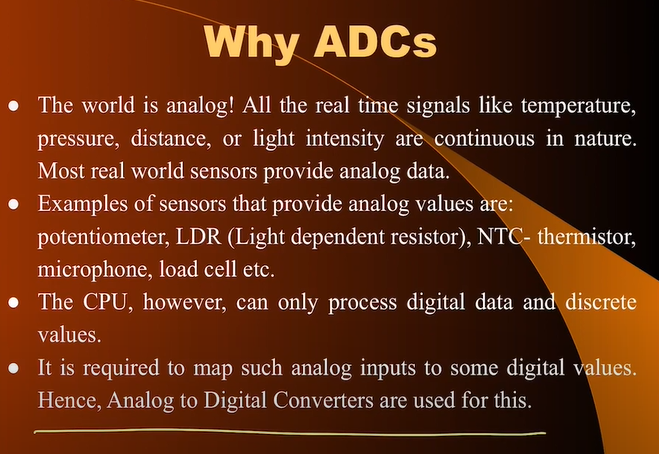 Why ADCs
● The world is analog! All the real time signals like temperature,
pressure, distance, or light intensity are continuous in nature.
Most real world sensors provide analog data.
● Examples of sensors that provide analog values are:
potentiometer, LDR (Light dependent resistor), NTC- thermistor,
microphone, load cell etc.
● The CPU, however, can only process digital data and discrete
values.
● It is required to map such analog inputs to some digital values.
Hence, Analog to Digital Converters are used for this.